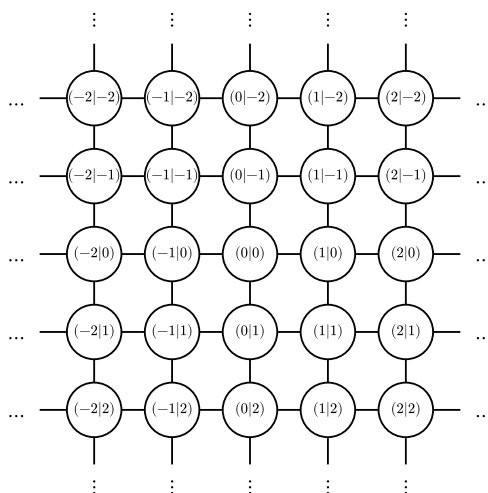 ⋮ ⋮ ⋮ ⋮ ⋮
... (−2|−2) (−1|−2) (0|−2) (1|−2) (2|−2) ..
... (−2|−1) (−1|−1) (0|−1) (1|−1) (2|−1) ..
... (−2|0) (−1|0) (0|0) (1|0) (2|0) ..
... (−2|1) (−1|1) (0|1) (1|1) (2|1) ..
... (−2|2) (−1|2) (0|2) (1|2) (2|2) ..
⋮ ⋮ ⋮ ⋮ ⋮